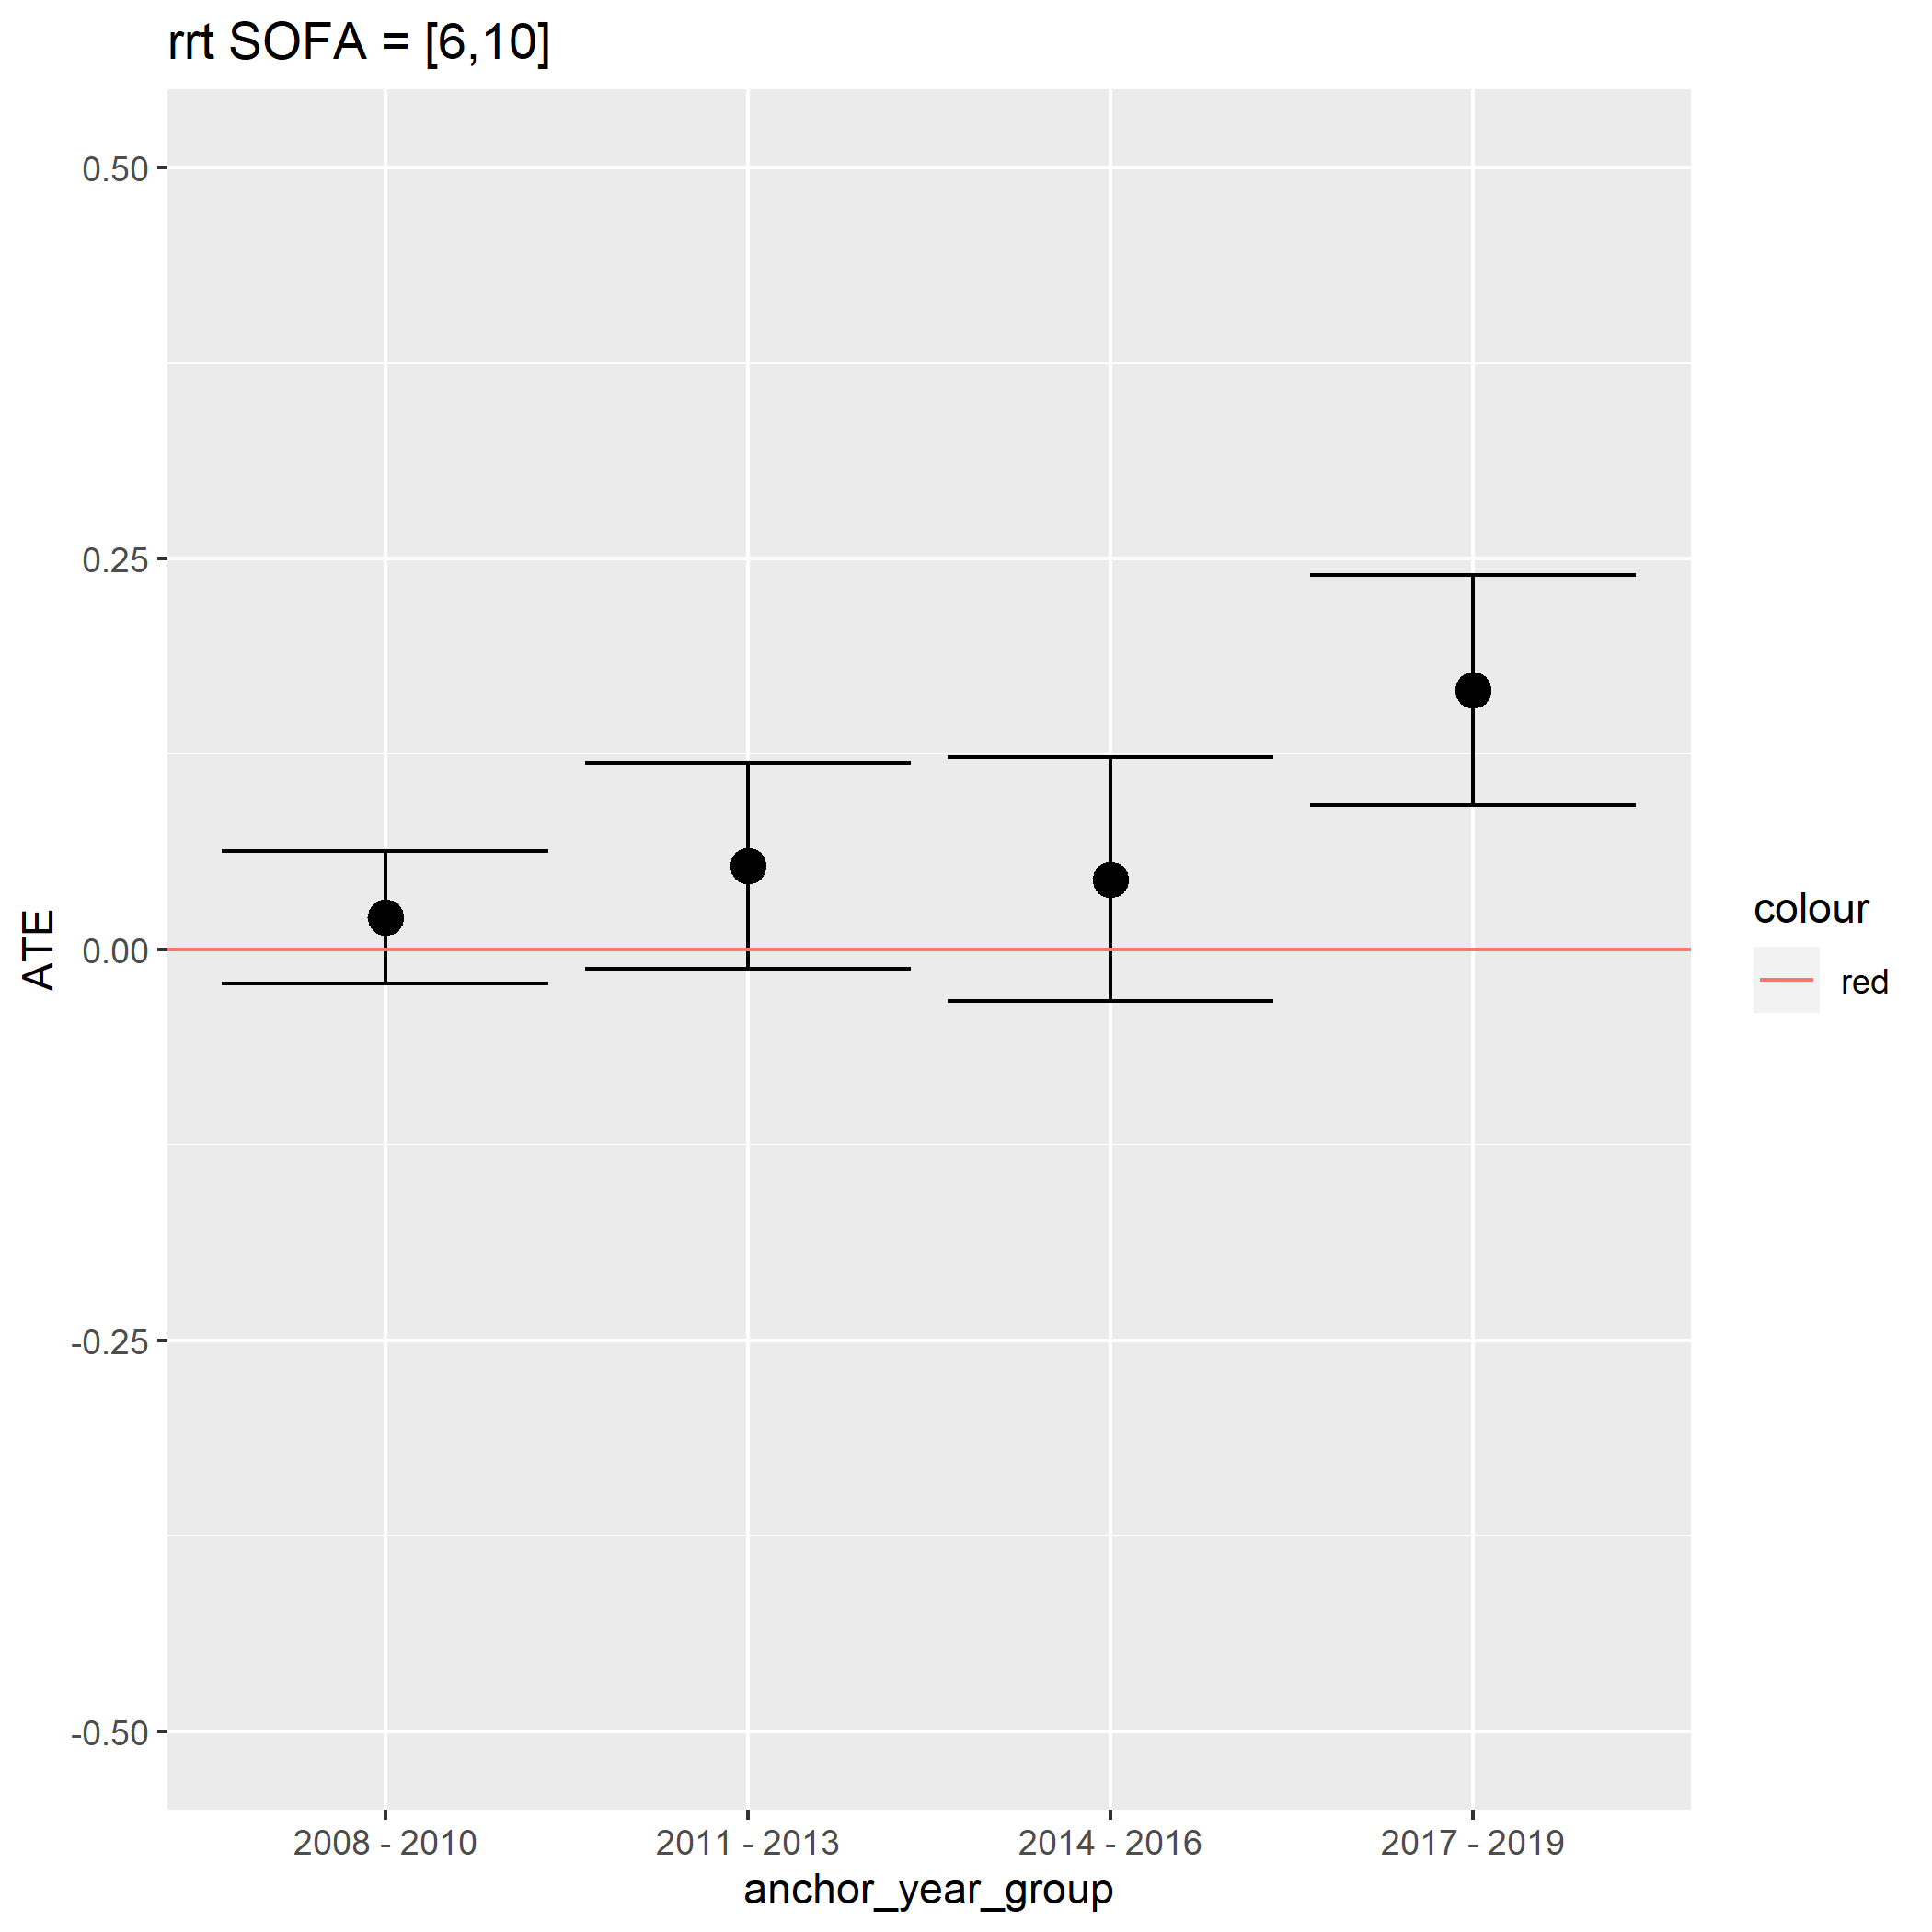 rrt SOFA = [6,10]
0.50
0.25
0.00
-0.25
-0.50
ATE
2008 - 2010
2011 - 2013
2014 - 2016
2017 - 2019
anchor_year_group
colour
red